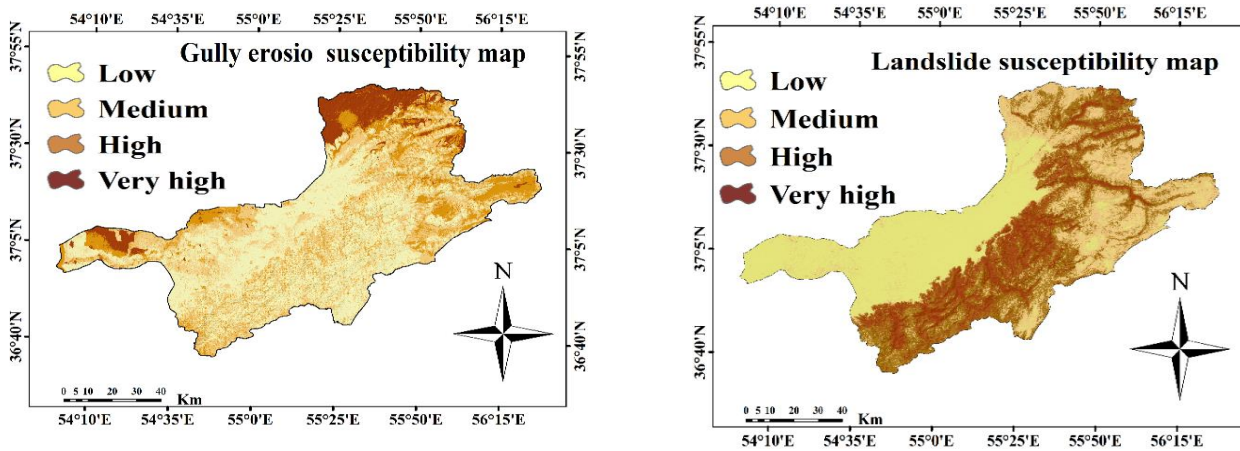 54°10'E 54°35'E 55°0'E 55°25'E 55°50'E 56°15'E
Gully erosio susceptibility map
Low
Medium
High
Very high
37°55'N
37°30'N
37°5'N
36°40'N
37°55'N
37°30'N
37°5'N
36°40'N
N
0 5 10 20 30 40
Km
54°10'E 54°35'E 55°0'E 55°25'E 55°50'E 56°15'E
54°10'E 54°35'E 55°0'E 55°25'E 55°50'E 56°15'E
Landslide susceptibility map
Low
Medium
High
Very high
37°55'N
37°30'N
37°5'N
36°40'N
N
0 5 10 20 30 40
Km
54°10'E 54°35'E 55°0'E 55°25'E 55°50'E 56°15'E